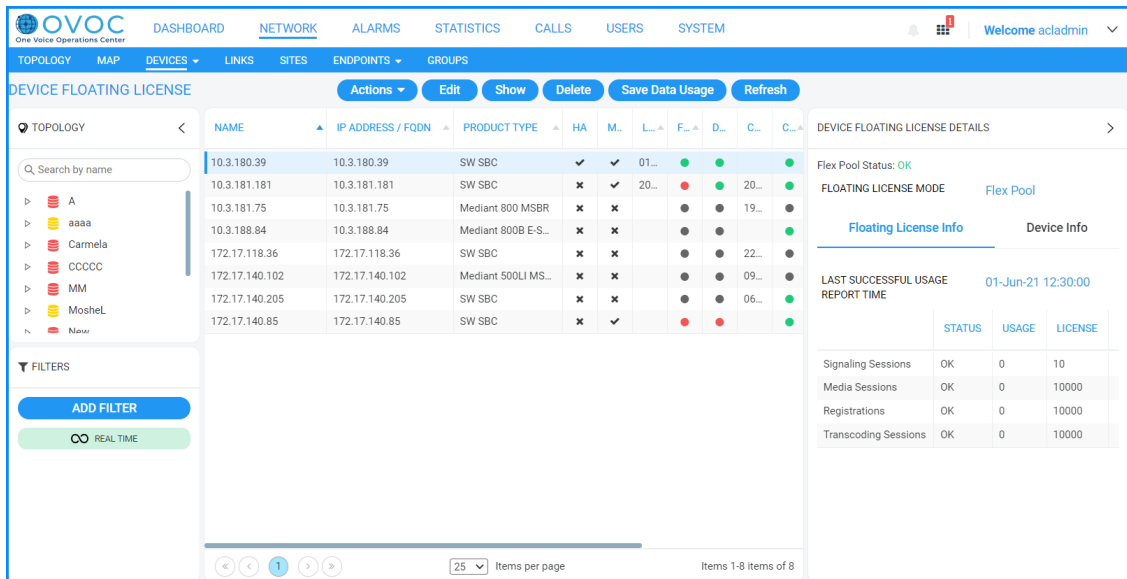 OVOC
One Voice Operations Center
DASHBOARD NETWORK ALARMS STATISTICS CALLS USERS SYSTEM
1
Welcome acladmin
TOPOLOGY MAP DEVICES LINKS SITES ENDPOINTS GROUPS
DEVICE FLOATING LICENSE
Actions Edit Show Delete Save Data Usage Refresh
TOPOLOGY
Search by name
A
aaaa
Carmela
CCCCC
MM
MosheL
New
FILTERS
ADD FILTER
REAL TIME
NAME IP ADDRESS / FQDN PRODUCT TYPE HA M... L... F... D... C... C...
10.3.180.39 10.3.180.39 SW SBC 01...
10.3.181.181 10.3.181.181 SW SBC 20... 20...
10.3.181.75 10.3.181.75 Mediant 800 MSBR 19...
10.3.188.84 10.3.188.84 Mediant 800B E-S...
172.17.118.36 172.17.118.36 SW SBC 22...
172.17.140.102 172.17.140.102 Mediant 500LI MS... 09...
172.17.140.205 172.17.140.205 SW SBC 06...
172.17.140.85 172.17.140.85 SW SBC
1
25 Items per page
Items 1-8 items of 8
DEVICE FLOATING LICENSE DETAILS
Flex Pool Status: OK
FLOATING LICENSE MODE Flex Pool
Floating License Info Device Info
LAST SUCCESSFUL USAGE
REPORT TIME
01-Jun-21 12:30:00
STATUS USAGE LICENSE
Signaling Sessions OK 0 10
Media Sessions OK 0 10000
Registrations OK 0 10000
Transcoding Sessions OK 0 10000